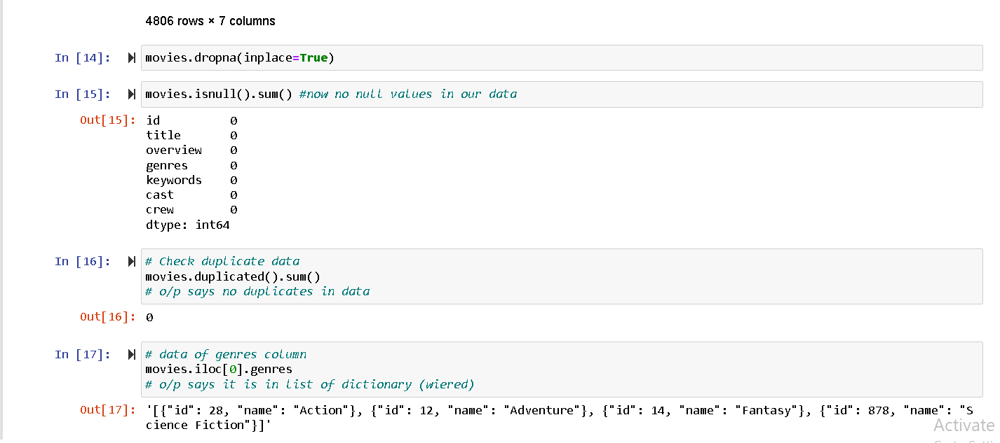 4806 rows × 7 columns
In [14]: movies.dropna(inplace=True)
In [15]: movies.isnull().sum() #now no null values in our data
Out[15]: id 0
title 0
overview 0
genres 0
keywords 0
cast 0
crew 0
dtype: int64
In [16]: # Check duplicate data
movies.duplicated().sum()
# o/p says no duplicates in data
Out[16]: 0
In [17]: # data of genres column
movies.iloc[0].genres
# o/p says it is in list of dictionary (wiered)
Out[17]: '[{"id": 28, "name": "Action"}, {"id": 12, "name": "Adventure"}, {"id": 14, "name": "Fantasy"}, {"id": 878, "name": "S
cience Fiction"}]'
Activate